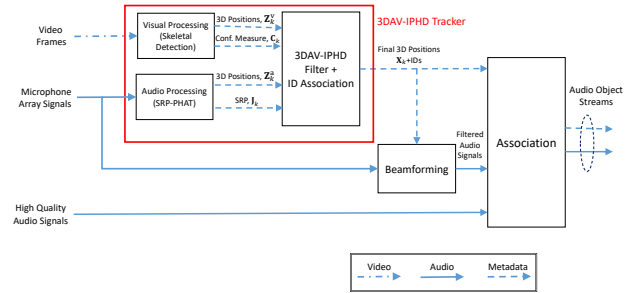 3DAV-IPHD Tracker
Video
Frames
Visual Processing
(Skeletal
Detection)
3D Positions, Z_k^v
Conf. Measure, C_k
3DAV-IPHD
Filter +
ID Association
Final 3D Positions
X_k+IDs
Audio Object
Streams
Microphone
Array Signals
Audio Processing
(SRP-PHAT)
3D Positions, Z_k^a
SRP, J_k
Beamforming
Filtered
Audio
Signals
Association
High Quality
Audio Signals
Video
Audio
Metadata